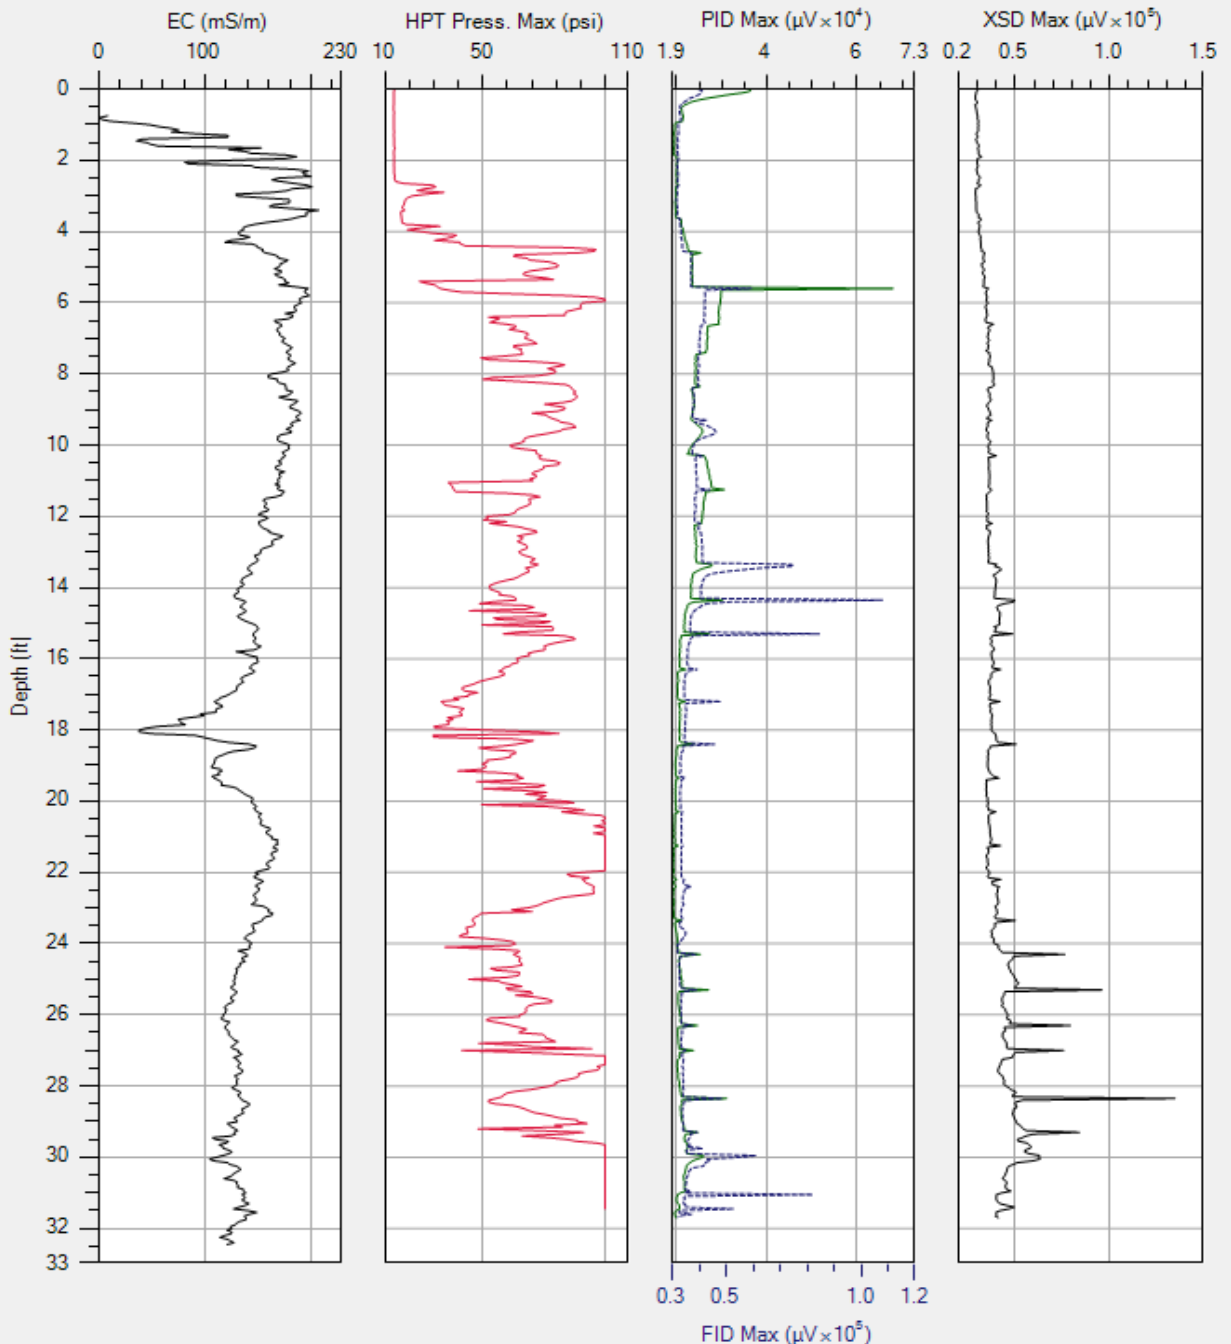 EC (mS/m)
HPT Press. Max (psi)
PID Max (µV×10⁴)
XSD Max (µV×10⁵)
0 100 230
10 50 110
1.9 4 6 7.3
0.2 0.5 1.0 1.5
0
2
4
6
8
10
12
14
16
18
20
22
24
26
28
30
32
33
Depth (ft)
0.3 0.5 1.0 1.2
FID Max (µV×10⁵)